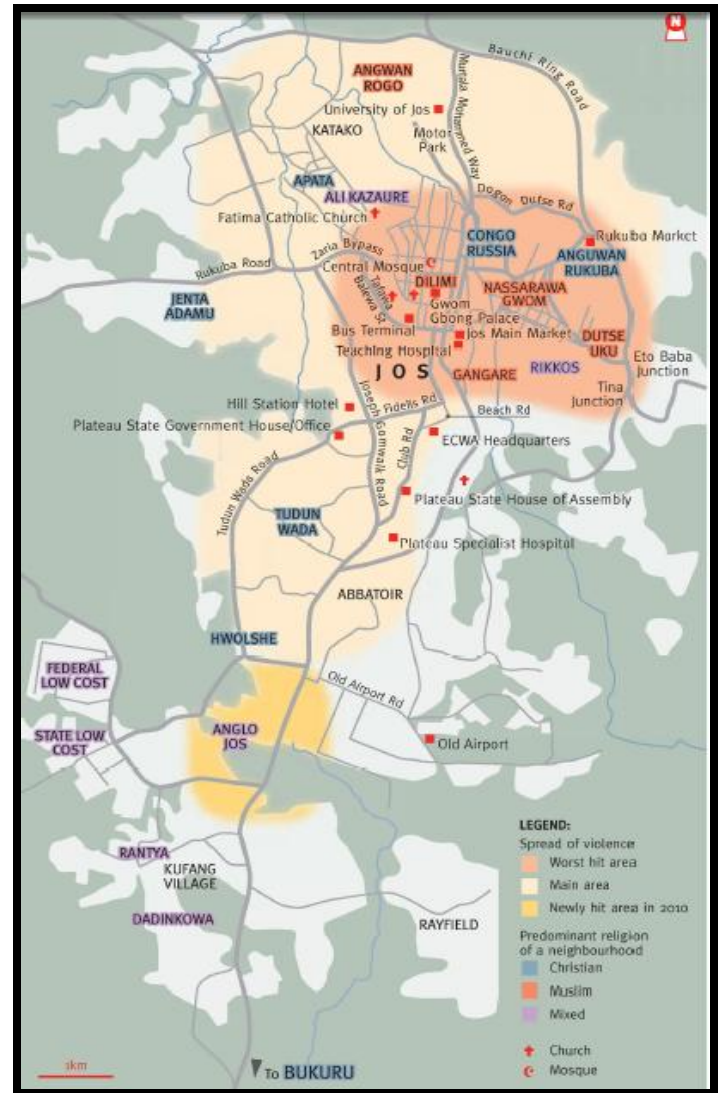 N
Bauchi Ring Road
ANGWAN
ROGO
University of Jos
Murtala Mohammed Way
KATAKO
Motor
Park
APATA
ALI KAZAURE
Dogon Dutse Rd
Fatima Catholic Church
CONGO
RUSSIA
Rukuba Market
ANGUWAN
RUKUBA
Zaria Bypass
Central Mosque
Rukuba Road
DILIMI
NASSARAWA
GWOM
Tafawa
Balewa St
JENTA
ADAMU
Gwom
Gbong Palace
Bus Terminal
Jos Main Market
DUTSE
UKU
Teaching Hospital
Eto Baba
Junction
JOS
GANGARE
RIKKOS
Tina
Junction
Hill Station Hotel
Fidelis Rd
Beach Rd
Plateau State Government House/Office
Joseph Gomwalk Road
Club Rd
ECWA Headquarters
Tudun Wada Road
Plateau State House of Assembly
TUDUN
WADA
Plateau Specialist Hospital
ABBATOIR
HWOLSHE
FEDERAL
LOW COST
Old Airport Rd
STATE LOW
COST
ANGLO
JOS
Old Airport
RANTYA
KUFANG
VILLAGE
DADINKOWA
RAYFIELD
LEGEND:
Spread of violence
Worst hit area
Main area
Newly hit area in 2010
Predominant religion
of a neighbourhood
Christian
Muslim
Mixed
Church
Mosque
1km
To BUKURU